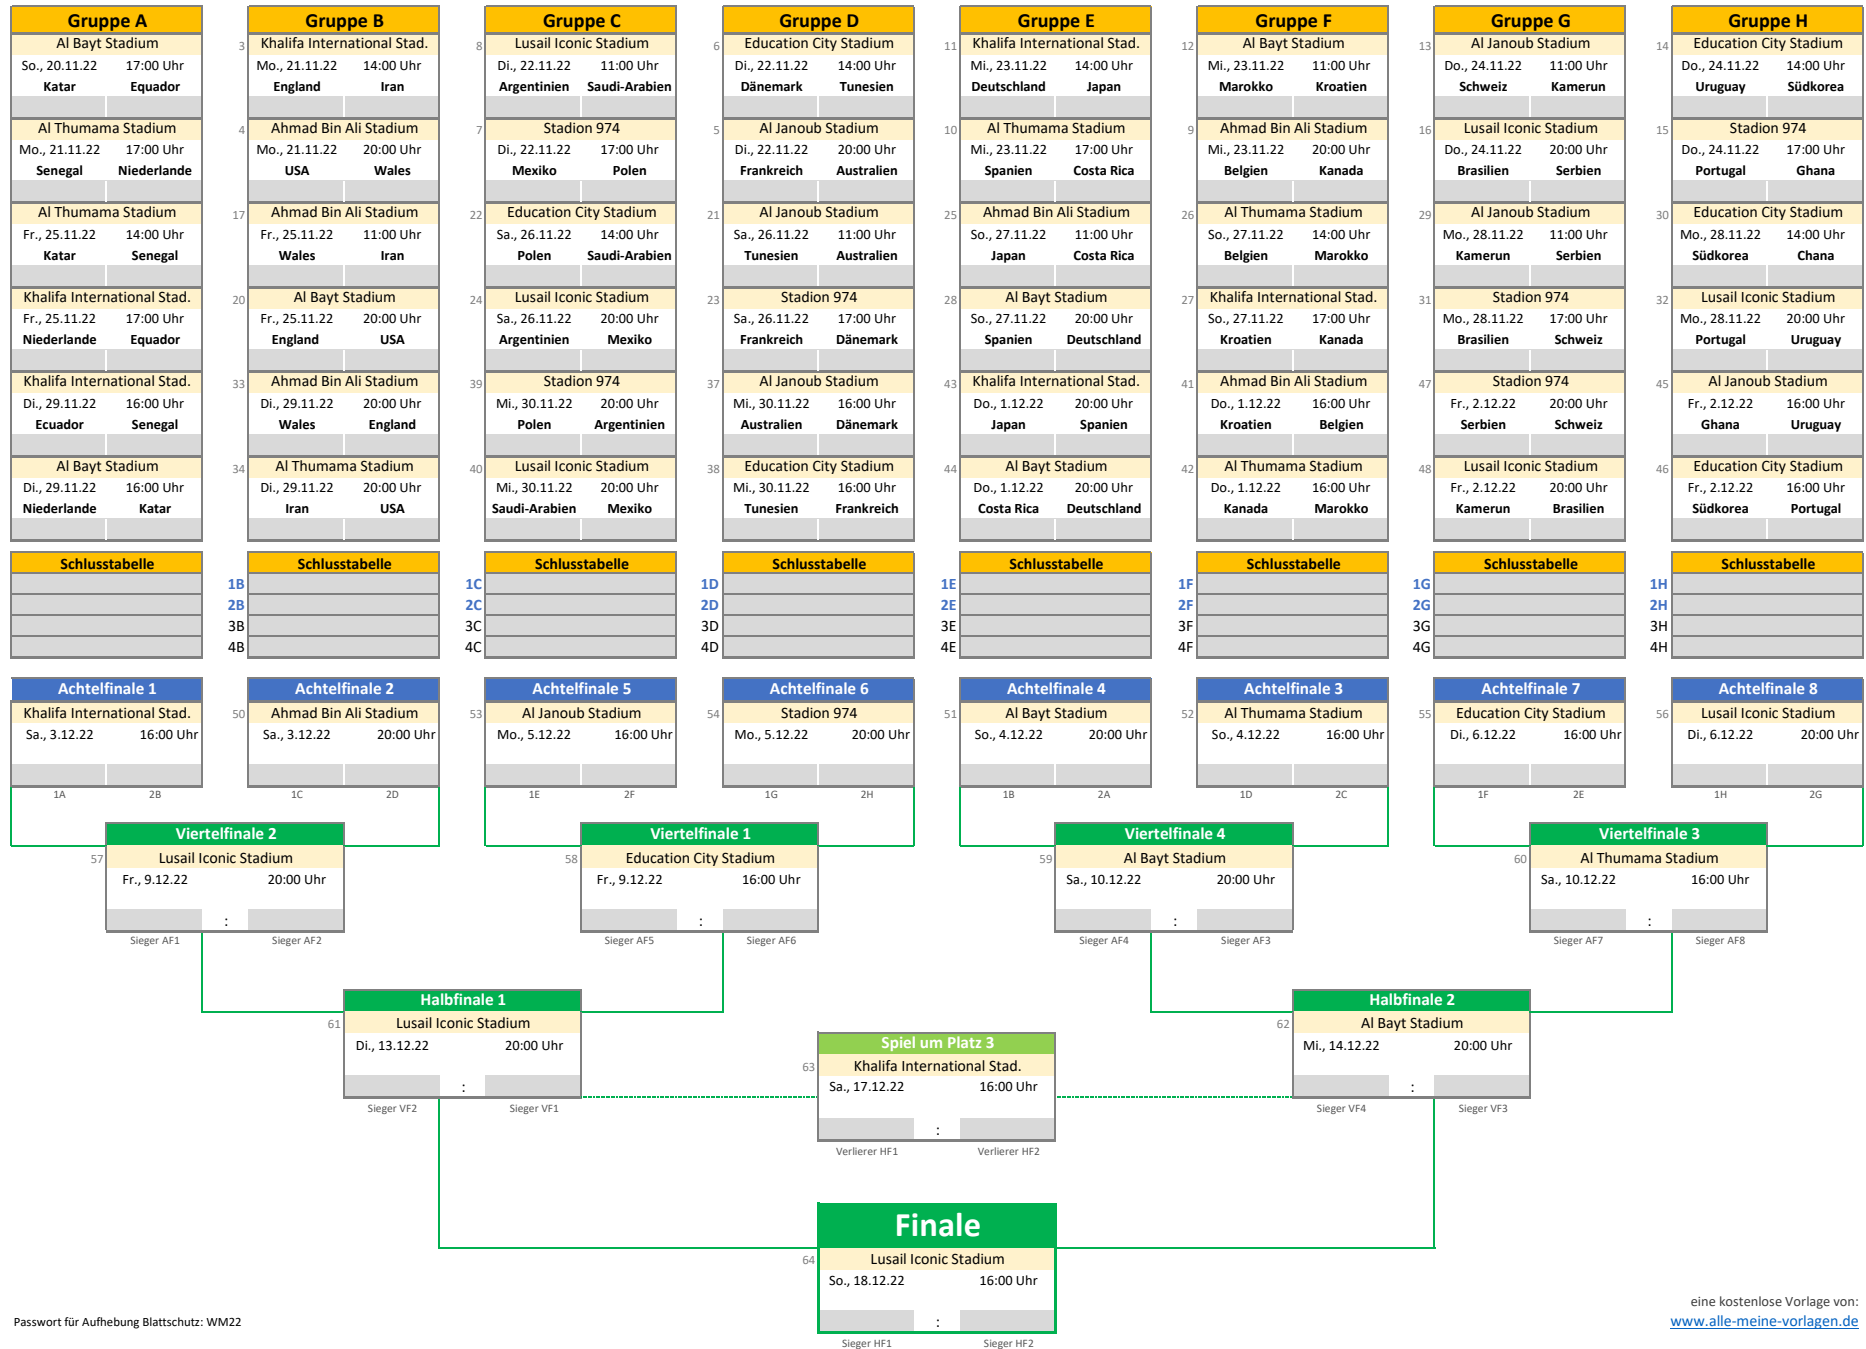 Gruppe A Gruppe B Gruppe C Gruppe D Gruppe E Gruppe F Gruppe G Gruppe H
Al Bayt Stadium 3 Khalifa International Stad. 8 Lusail Iconic Stadium 6 Education City Stadium 11 Khalifa International Stad. 12 Al Bayt Stadium 13 Al Janoub Stadium 14 Education City Stadium
So., 20.11.22 17:00 Uhr Mo., 21.11.22 14:00 Uhr Di., 22.11.22 11:00 Uhr Di., 22.11.22 14:00 Uhr Mi., 23.11.22 14:00 Uhr Mi., 23.11.22 11:00 Uhr Do., 24.11.22 11:00 Uhr Do., 24.11.22 14:00 Uhr
Katar Equador England Iran Argentinien Saudi-Arabien Dänemark Tunesien Deutschland Japan Marokko Kroatien Schweiz Kamerun Uruguay Südkorea
Al Thumama Stadium 4 Ahmad Bin Ali Stadium 7 Stadion 974 5 Al Janoub Stadium 10 Al Thumama Stadium 9 Ahmad Bin Ali Stadium 16 Lusail Iconic Stadium 15 Stadion 974
Mo., 21.11.22 17:00 Uhr Mo., 21.11.22 20:00 Uhr Di., 22.11.22 17:00 Uhr Di., 22.11.22 20:00 Uhr Mi., 23.11.22 17:00 Uhr Mi., 23.11.22 20:00 Uhr Do., 24.11.22 20:00 Uhr Do., 24.11.22 17:00 Uhr
Senegal Niederlande USA Wales Mexiko Polen Frankreich Australien Spanien Costa Rica Belgien Kanada Brasilien Serbien Portugal Ghana
Al Thumama Stadium 17 Ahmad Bin Ali Stadium 22 Education City Stadium 21 Al Janoub Stadium 25 Ahmad Bin Ali Stadium 26 Al Thumama Stadium 29 Al Janoub Stadium 30 Education City Stadium
Fr., 25.11.22 14:00 Uhr Fr., 25.11.22 11:00 Uhr Sa., 26.11.22 14:00 Uhr Sa., 26.11.22 11:00 Uhr So., 27.11.22 11:00 Uhr So., 27.11.22 14:00 Uhr Mo., 28.11.22 11:00 Uhr Mo., 28.11.22 14:00 Uhr
Katar Senegal Wales Iran Polen Saudi-Arabien Tunesien Australien Japan Costa Rica Belgien Marokko Kamerun Serbien Südkorea Chana
Khalifa International Stad. 20 Al Bayt Stadium 24 Lusail Iconic Stadium 23 Stadion 974 28 Al Bayt Stadium 27 Khalifa International Stad. 31 Stadion 974 32 Lusail Iconic Stadium
Fr., 25.11.22 17:00 Uhr Fr., 25.11.22 20:00 Uhr Sa., 26.11.22 20:00 Uhr Sa., 26.11.22 17:00 Uhr So., 27.11.22 20:00 Uhr So., 27.11.22 17:00 Uhr Mo., 28.11.22 17:00 Uhr Mo., 28.11.22 20:00 Uhr
Niederlande Equador England USA Argentinien Mexiko Frankreich Dänemark Spanien Deutschland Kroatien Kanada Brasilien Schweiz Portugal Uruguay
Khalifa International Stad. 33 Ahmad Bin Ali Stadium 39 Stadion 974 37 Al Janoub Stadium 43 Khalifa International Stad. 41 Ahmad Bin Ali Stadium 47 Stadion 974 45 Al Janoub Stadium
Di., 29.11.22 16:00 Uhr Di., 29.11.22 20:00 Uhr Mi., 30.11.22 20:00 Uhr Mi., 30.11.22 16:00 Uhr Do., 1.12.22 20:00 Uhr Do., 1.12.22 16:00 Uhr Fr., 2.12.22 20:00 Uhr Fr., 2.12.22 16:00 Uhr
Ecuador Senegal Wales England Polen Argentinien Australien Dänemark Japan Spanien Kroatien Belgien Serbien Schweiz Ghana Uruguay
Al Bayt Stadium 34 Al Thumama Stadium 40 Lusail Iconic Stadium 38 Education City Stadium 44 Al Bayt Stadium 42 Al Thumama Stadium 48 Lusail Iconic Stadium 46 Education City Stadium
Di., 29.11.22 16:00 Uhr Di., 29.11.22 20:00 Uhr Mi., 30.11.22 20:00 Uhr Mi., 30.11.22 16:00 Uhr Do., 1.12.22 20:00 Uhr Do., 1.12.22 16:00 Uhr Fr., 2.12.22 20:00 Uhr Fr., 2.12.22 16:00 Uhr
Niederlande Katar Iran USA Saudi-Arabien Mexiko Tunesien Frankreich Costa Rica Deutschland Kanada Marokko Kamerun Brasilien Südkorea Portugal
Schlusstabelle Schlusstabelle Schlusstabelle Schlusstabelle Schlusstabelle Schlusstabelle Schlusstabelle Schlusstabelle
1B 1C 1D 1E 1F 1G 1H
2B 2C 2D 2E 2F 2G 2H
3B 3C 3D 3E 3F 3G 3H
4B 4C 4D 4E 4F 4G 4H
Achtelfinale 1 Achtelfinale 2 Achtelfinale 5 Achtelfinale 6 Achtelfinale 4 Achtelfinale 3 Achtelfinale 7 Achtelfinale 8
Khalifa International Stad. 50 Ahmad Bin Ali Stadium 53 Al Janoub Stadium 54 Stadion 974 51 Al Bayt Stadium 52 Al Thumama Stadium 55 Education City Stadium 56 Lusail Iconic Stadium
Sa., 3.12.22 16:00 Uhr Sa., 3.12.22 20:00 Uhr Mo., 5.12.22 16:00 Uhr Mo., 5.12.22 20:00 Uhr So., 4.12.22 20:00 Uhr So., 4.12.22 16:00 Uhr Di., 6.12.22 16:00 Uhr Di., 6.12.22 20:00 Uhr
1A 2B 1C 2D 1E 2F 1G 2H 1B 2A 1D 2C 1F 2E 1H 2G
Viertelfinale 2 Viertelfinale 1 Viertelfinale 4 Viertelfinale 3
57 Lusail Iconic Stadium 58 Education City Stadium 59 Al Bayt Stadium 60 Al Thumama Stadium
Fr., 9.12.22 20:00 Uhr Fr., 9.12.22 16:00 Uhr Sa., 10.12.22 20:00 Uhr Sa., 10.12.22 16:00 Uhr
: : : :
Sieger AF1 Sieger AF2 Sieger AF5 Sieger AF6 Sieger AF4 Sieger AF3 Sieger AF7 Sieger AF8
Halbfinale 1 Halbfinale 2
61 Lusail Iconic Stadium 62 Al Bayt Stadium
Di., 13.12.22 20:00 Uhr Mi., 14.12.22 20:00 Uhr
: :
Sieger VF2 Sieger VF1 Sieger VF4 Sieger VF3
Spiel um Platz 3
63 Khalifa International Stad.
Sa., 17.12.22 16:00 Uhr
:
Verlierer HF1 Verlierer HF2
Finale
64 Lusail Iconic Stadium
So., 18.12.22 16:00 Uhr
:
Sieger HF1 Sieger HF2
Passwort für Aufhebung Blattschutz: WM22
eine kostenlose Vorlage von:
www.alle-meine-vorlagen.de